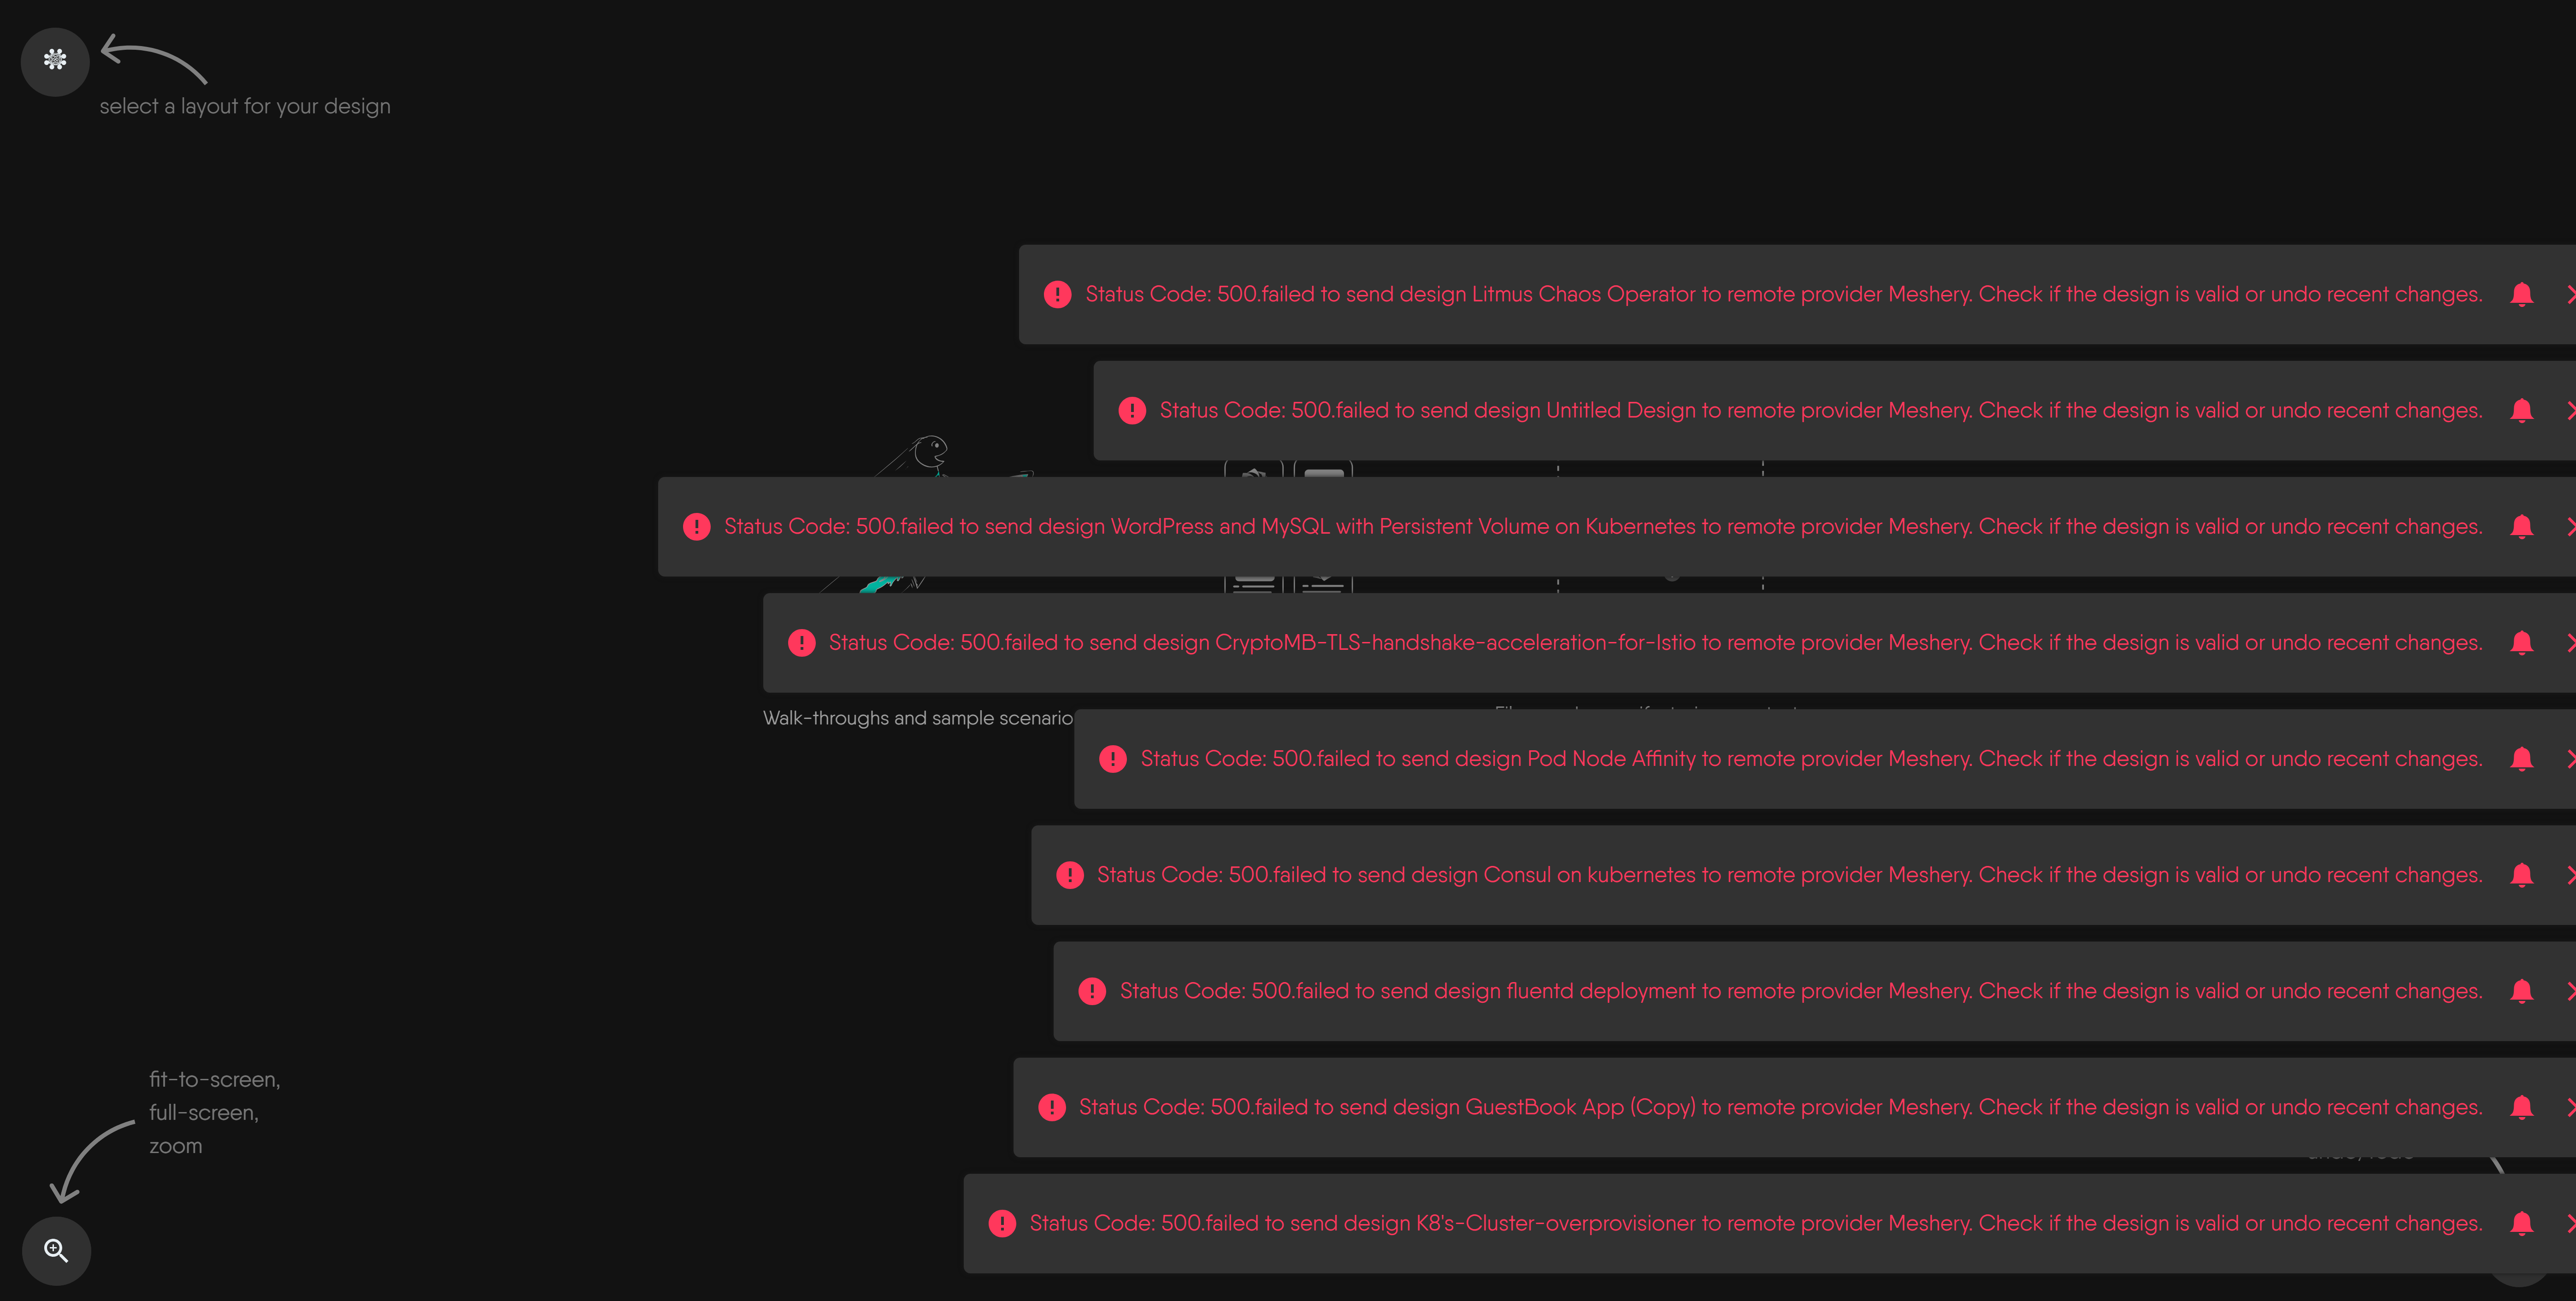 select a layout for your design
Status Code: 500.failed to send design Litmus Chaos Operator to remote provider Meshery. Check if the design is valid or undo recent changes.
Status Code: 500.failed to send design Untitled Design to remote provider Meshery. Check if the design is valid or undo recent changes.
Status Code: 500.failed to send design WordPress and MySQL with Persistent Volume on Kubernetes to remote provider Meshery. Check if the design is valid or undo recent changes.
Status Code: 500.failed to send design CryptoMB-TLS-handshake-acceleration-for-Istio to remote provider Meshery. Check if the design is valid or undo recent changes.
Walk-throughs and sample scenario
Status Code: 500.failed to send design Pod Node Affinity to remote provider Meshery. Check if the design is valid or undo recent changes.
Status Code: 500.failed to send design Consul on kubernetes to remote provider Meshery. Check if the design is valid or undo recent changes.
Status Code: 500.failed to send design fluentd deployment to remote provider Meshery. Check if the design is valid or undo recent changes.
fit-to-screen,
full-screen,
zoom
Status Code: 500.failed to send design GuestBook App (Copy) to remote provider Meshery. Check if the design is valid or undo recent changes.
Status Code: 500.failed to send design K8's-Cluster-overprovisioner to remote provider Meshery. Check if the design is valid or undo recent changes.